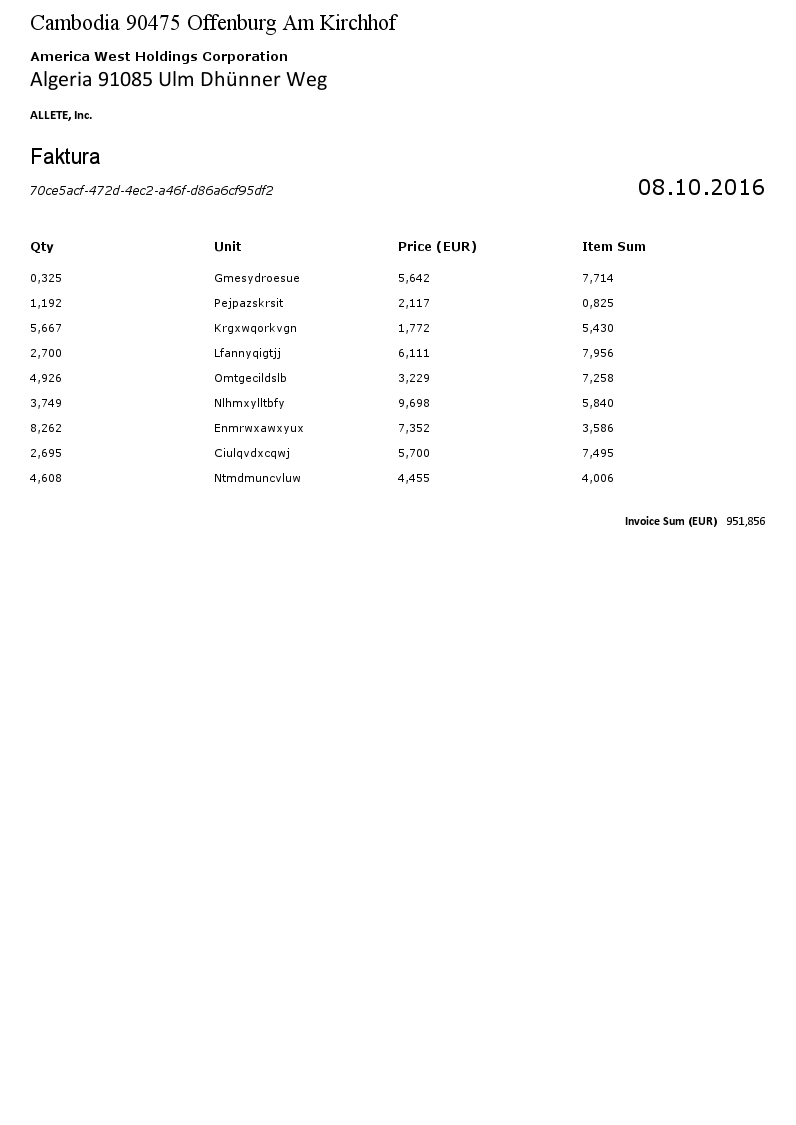 Cambodia 90475 Offenburg Am Kirchhof
America West Holdings Corporation
Algeria 91085 Ulm Dhünner Weg
ALLETE, Inc.
Faktura
70ce5acf-472d-4ec2-a46f-d86a6cf95df2 08.10.2016
Qty Unit Price (EUR) Item Sum
0,325 Gmesydroesue 5,642 7,714
1,192 Pejpazskrsit 2,117 0,825
5,667 Krgxwqorkvgn 1,772 5,430
2,700 Lfannyqigtjj 6,111 7,956
4,926 Omtgecildslb 3,229 7,258
3,749 Nlhmxylltbfy 9,698 5,840
8,262 Enmrwxawxyux 7,352 3,586
2,695 Ciulqvdxcqwj 5,700 7,495
4,608 Ntmdmuncvluw 4,455 4,006
Invoice Sum (EUR) 951,856